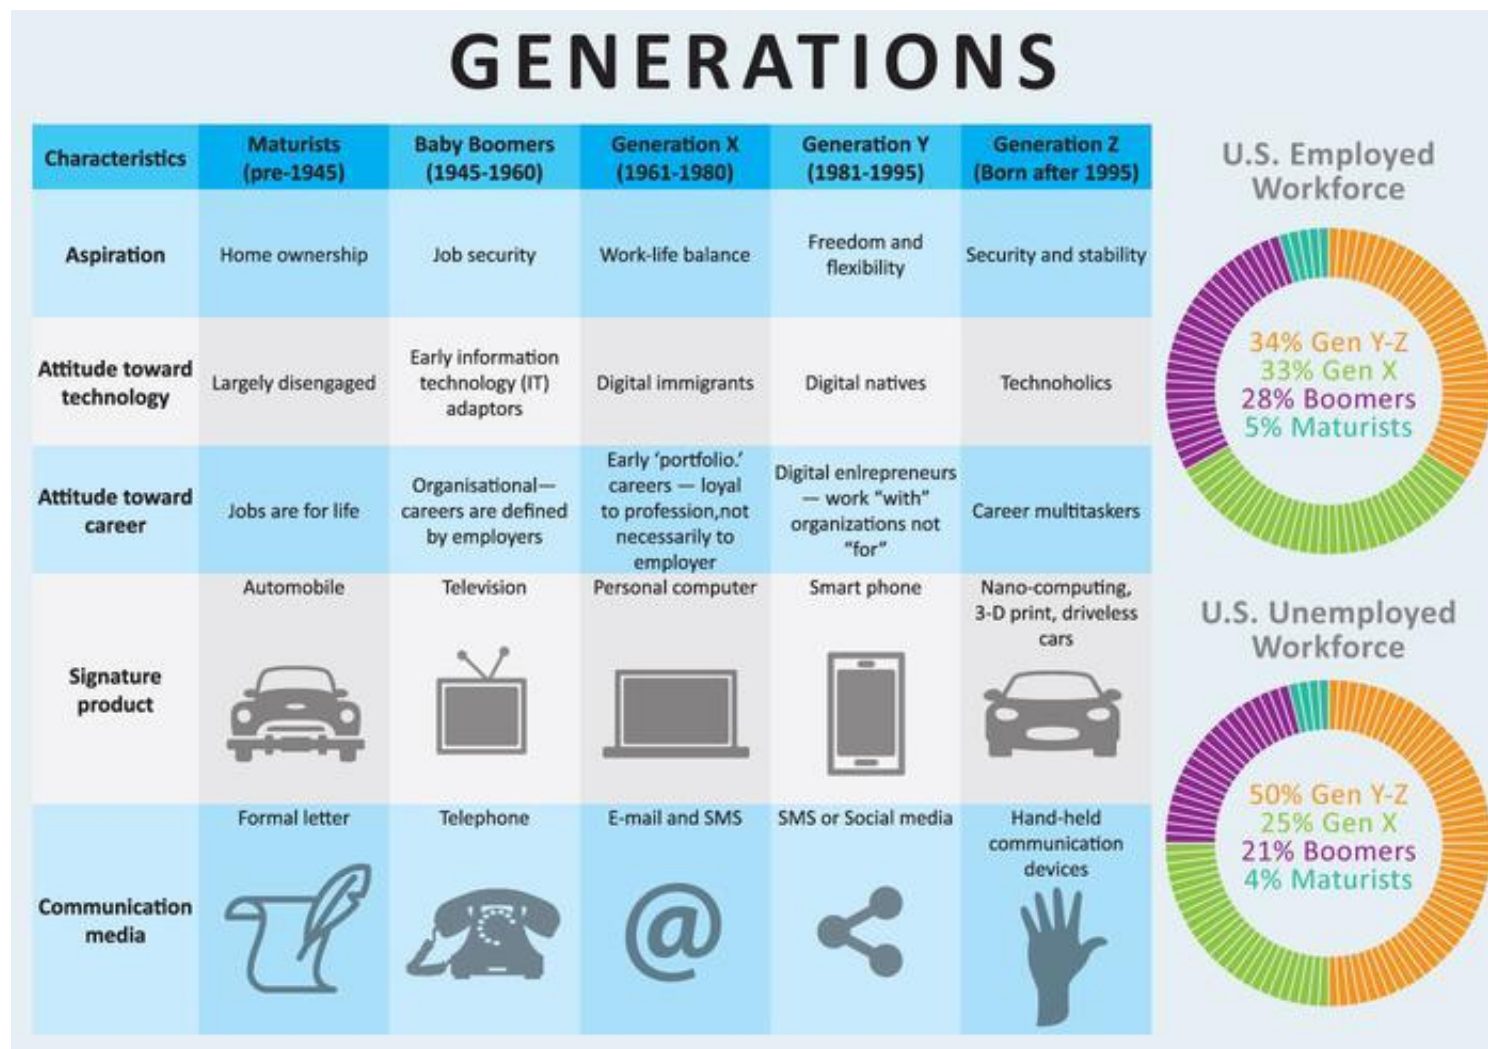 GENERATIONS
Characteristics
Maturists
(pre-1945)
Baby Boomers
(1945-1960)
Generation X
(1961-1980)
Generation Y
(1981-1995)
Generation Z
(Born after 1995)
Aspiration
Home ownership
Job security
Work-life balance
Freedom and
flexibility
Security and stability
Attitude toward
technology
Largely disengaged
Early information
technology (IT)
adaptors
Digital immigrants
Digital natives
Technoholics
Attitude toward
career
Jobs are for life
Organisational—
careers are defined
by employers
Early ‘portfolio.’
careers — loyal
to profession,not
necessarily to
employer
Digital enlrepreneurs
— work “with”
organizations not
“for”
Career multitaskers
Signature
product
Automobile
Television
Personal computer
Smart phone
Nano-computing,
3-D print, driveless
cars
Communication
media
Formal letter
Telephone
E-mail and SMS
@
SMS or Social media
Hand-held
communication
devices
U.S. Employed
Workforce
34% Gen Y-Z
33% Gen X
28% Boomers
5% Maturists
U.S. Unemployed
Workforce
50% Gen Y-Z
25% Gen X
21% Boomers
4% Maturists